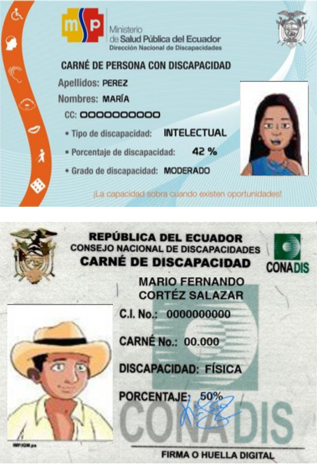 msp
Ministerio
de Salud Pública del Ecuador
Dirección Nacional de Discapacidades
CARNÉ DE PERSONA CON DISCAPACIDAD
Apellidos: PEREZ
Nombres: MARÍA
CC: 0000000000
• Tipo de discapacidad: INTELECTUAL
• Porcentaje de discapacidad: 42 %
• Grado de discapacidad: MODERADO
¡La capacidad sobra cuando existen oportunidades!
REPÚBLICA DEL ECUADOR
CONSEJO NACIONAL DE DISCAPACIDADES
CARNÉ DE DISCAPACIDAD
CONADIS
MARIO FERNANDO
CORTÉZ SALAZAR
C.I. No.: 0000000000
CARNÉ No.: 00.000
DISCAPACIDAD: FÍSICA
PORCENTAJE: 50%
CONADIS
FIRMA O HUELLA DIGITAL